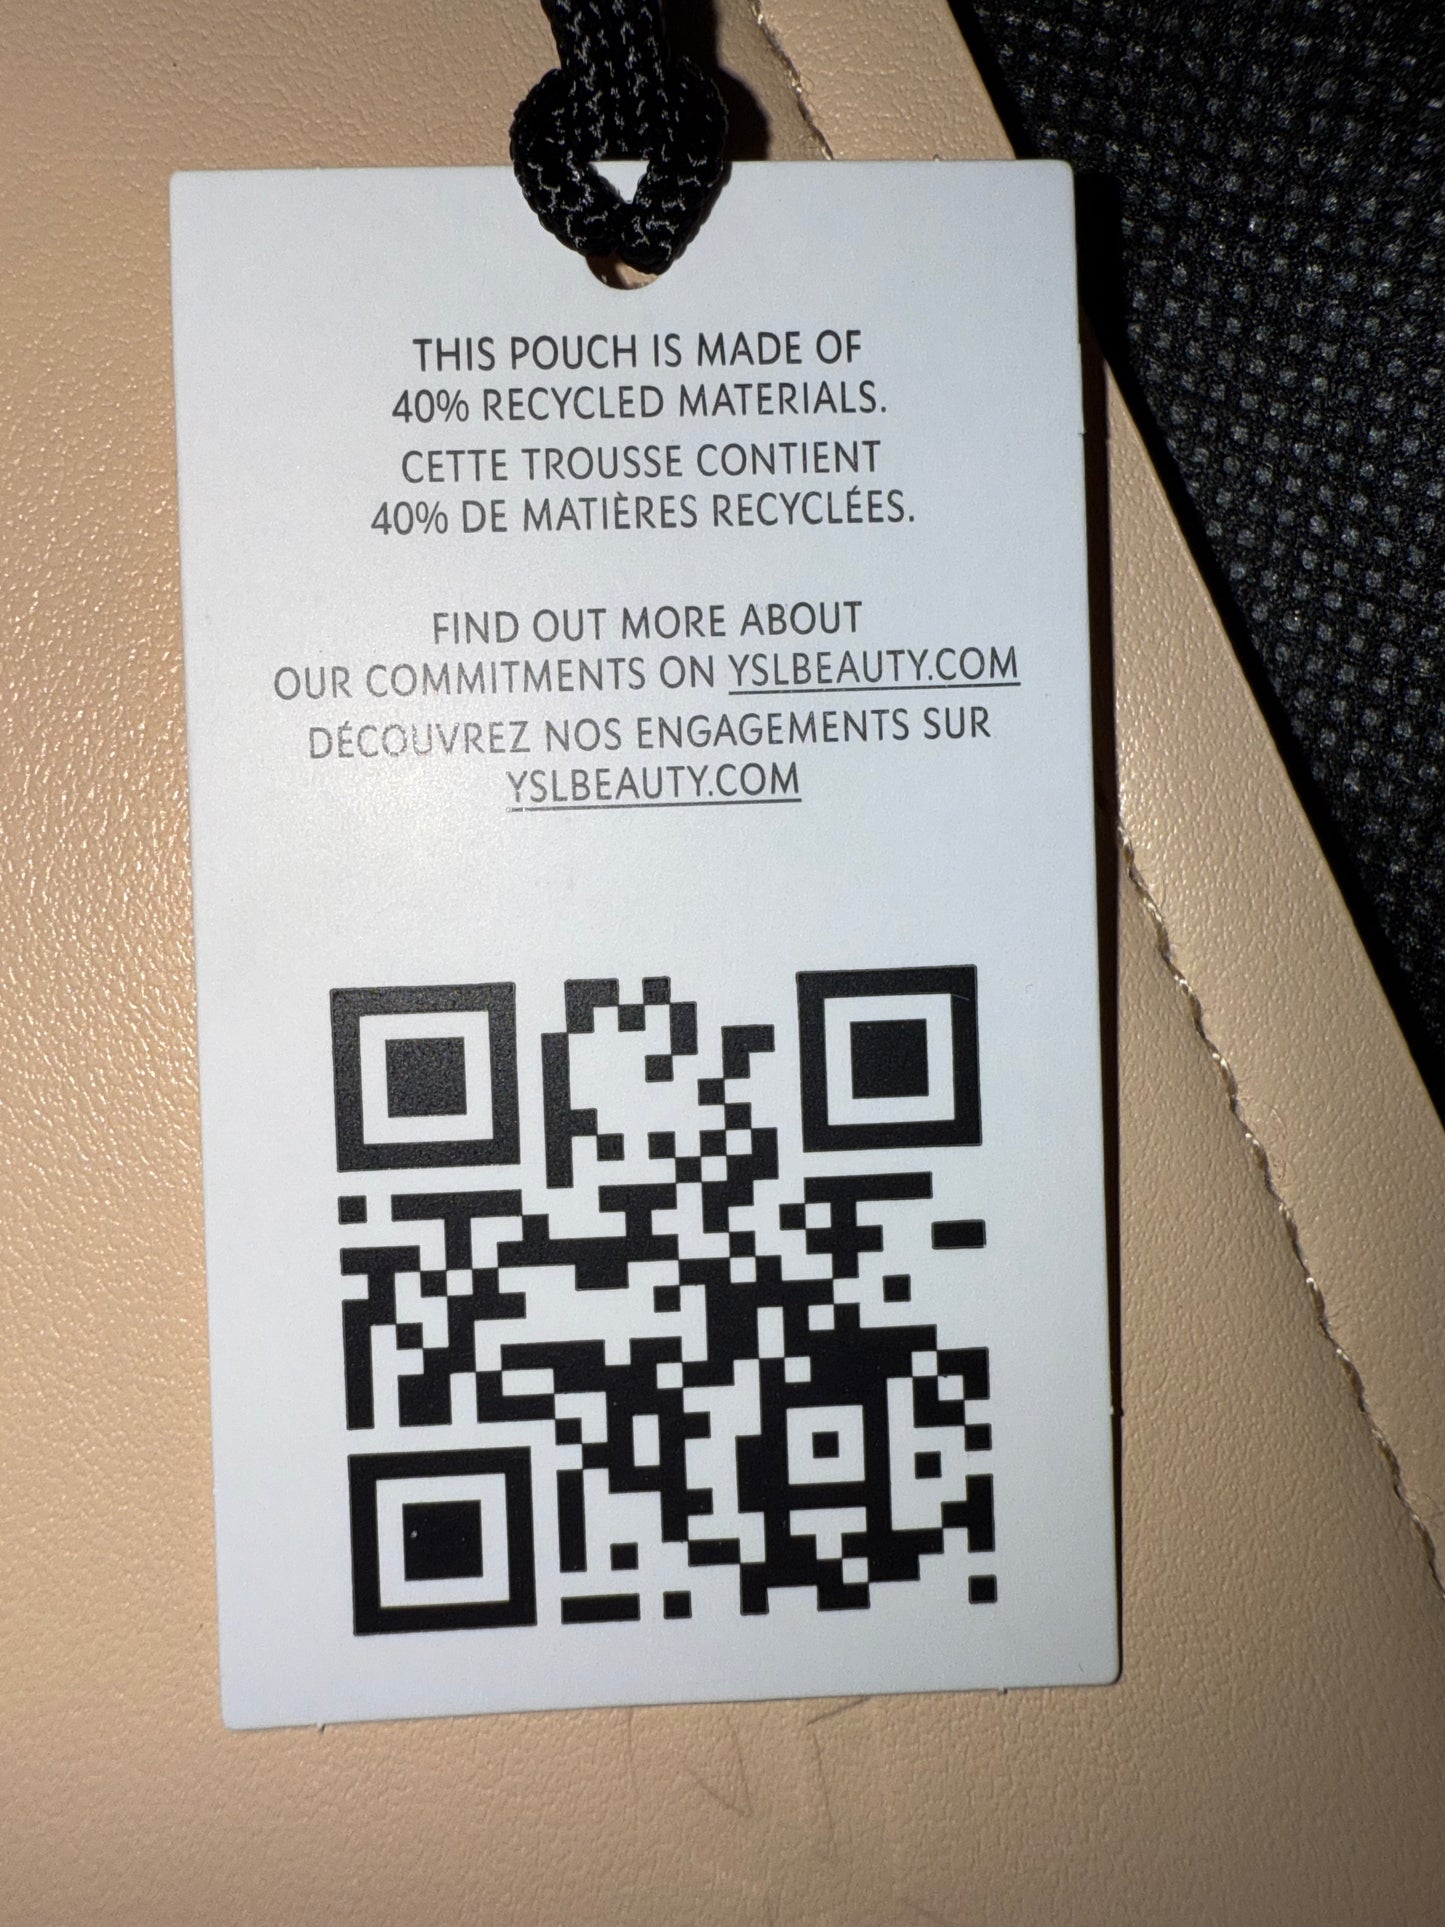 THIS POUCH IS MADE OF
40% RECYCLED MATERIALS.
CETTE TROUSSE CONTIENT
40% DE MATIÈRES RECYCLÉES.
FIND OUT MORE ABOUT
OUR COMMITMENTS ON YSLBEAUTY.COM
DÉCOUVREZ NOS ENGAGEMENTS SUR
YSLBEAUTY.COM